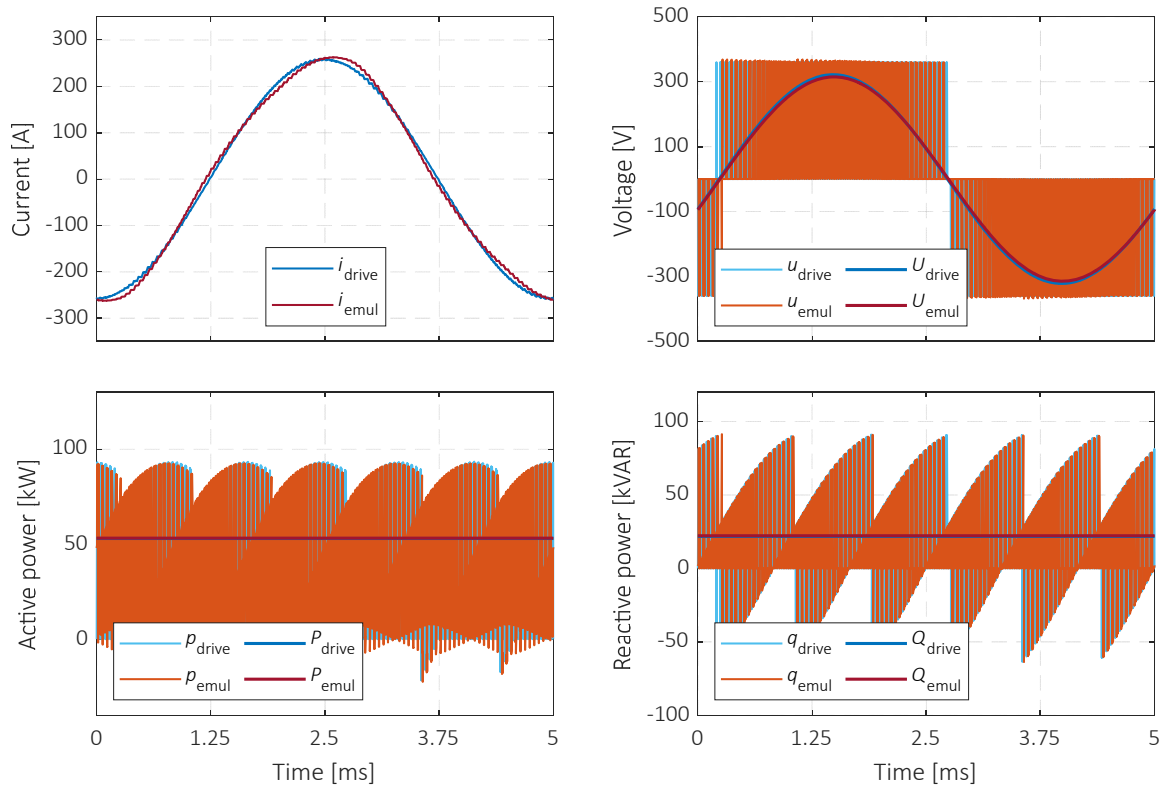 Current [A]
300
200
100
0
-100
-200
-300
i drive
i emul
Voltage [V]
500
300
100
-100
-300
-500
u drive U drive
u emul U emul
Active power [kW]
100
50
0
p drive P drive
p emul P emul
0 1.25 2.5 3.75 5
Time [ms]
Reactive power [kVAR]
100
50
0
-50
-100
q drive Q drive
q emul Q emul
0 1.25 2.5 3.75 5
Time [ms]